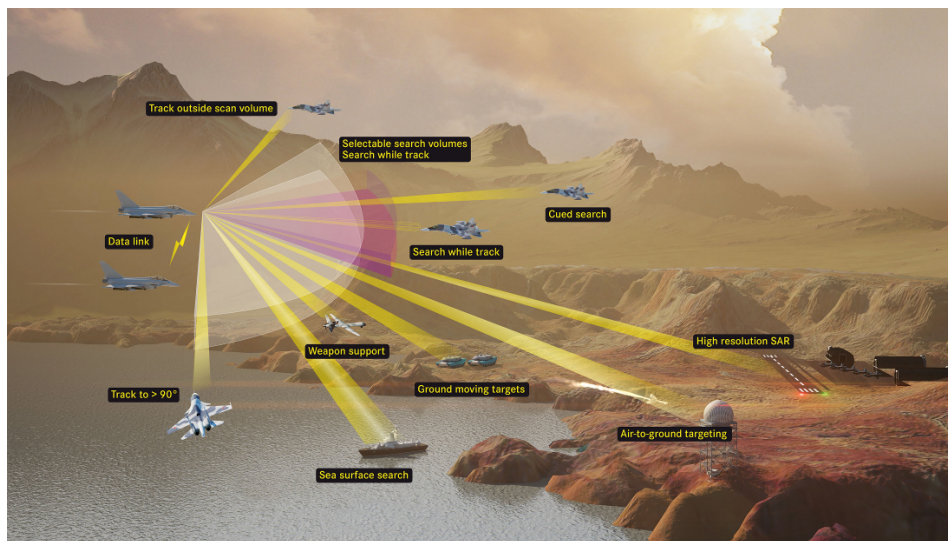 Track outside scan volume
Selectable search volumes
Search while track
Cued search
Data link
Search while track
High resolution SAR
Weapon support
Ground moving targets
Track to > 90°
Air-to-ground targeting
Sea surface search